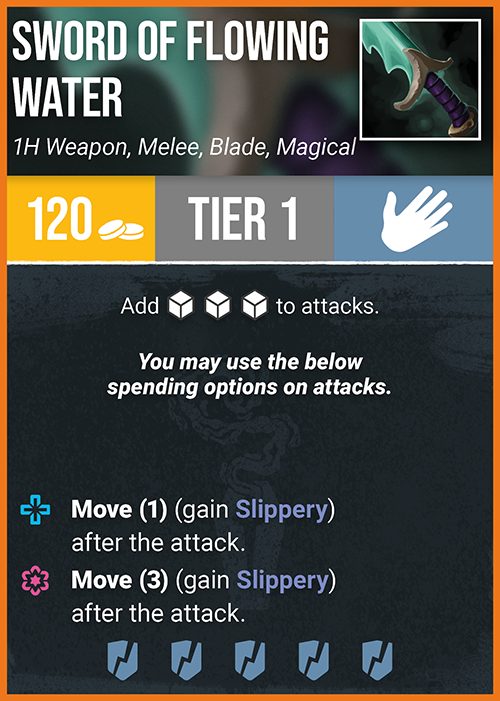 SWORD OF FLOWING
WATER
1H Weapon, Melee, Blade, Magical
120 TIER 1
Add to attacks.
You may use the below
spending options on attacks.
Move (1) (gain Slippery)
after the attack.
Move (3) (gain Slippery)
after the attack.